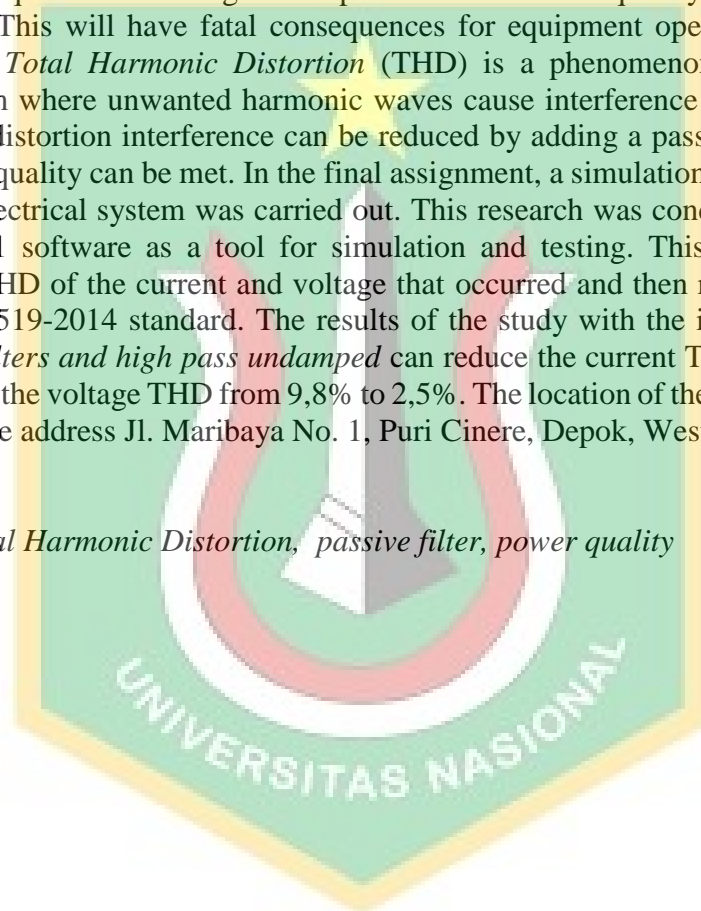 This will have fatal consequences for equipment ope
Total Harmonic Distortion (THD) is a phenomeno
where unwanted harmonic waves cause interference
distortion interference can be reduced by adding a pas
quality can be met. In the final assignment, a simulation
ectrical system was carried out. This research was con
l software as a tool for simulation and testing. This
HD of the current and voltage that occurred and then
519-2014 standard. The results of the study with the i
lters and high pass undamped can reduce the current T
the voltage THD from 9,8% to 2,5%. The location of the
e address Jl. Maribaya No. 1, Puri Cinere, Depok, Wes
al Harmonic Distortion, passive filter, power quality
UNIVERSITAS NASIONAL